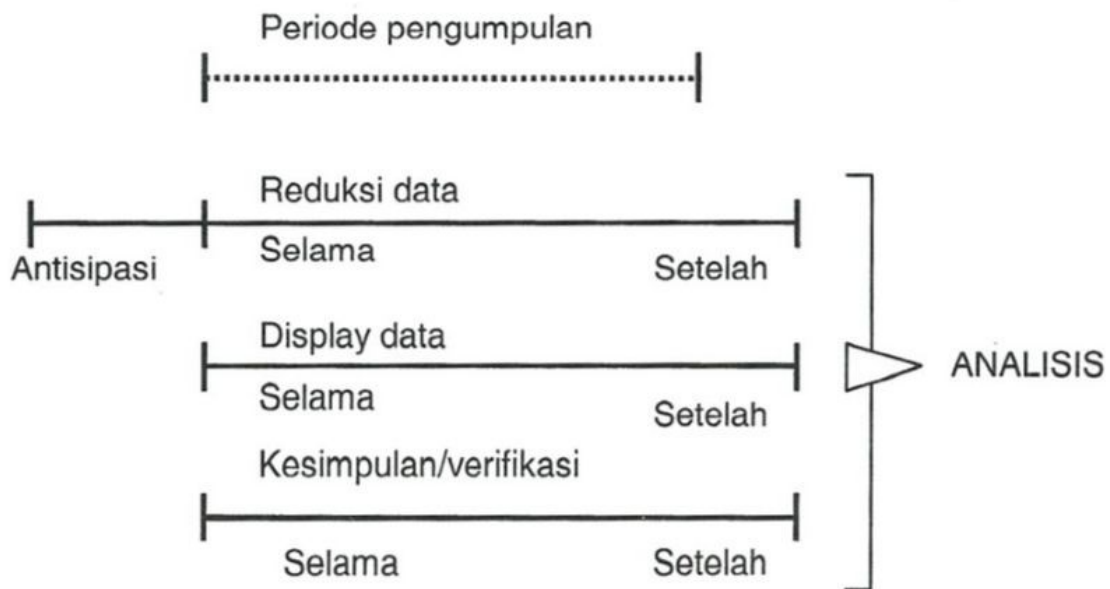 Periode pengumpulan
Reduksi data
Antisipasi
Selama
Setelah
Display data
Selama
Setelah
Kesimpulan/verifikasi
Selama
Setelah
ANALISIS